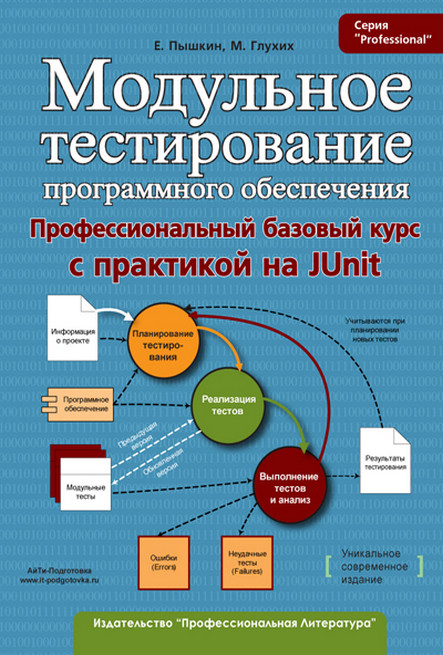 Серия
"Professional"
Е. Пышкин, М. Глухих
Модульное
тестирование
программного обеспечения
Профессиональный базовый курс
с практикой на JUnit
Информация
о проекте
Планирование
тестиро-
вания
Учитываются при
планировании
новых тестов
Программное
обеспечение
Реализация
тестов
Предыдущая
версия
Обновленная
версия
Модульные
тесты
Выполнение
тестов
и анализ
Результаты
тестирования
Ошибки
(Errors)
Неудачные
тесты
(Failures)
[ Уникальное
современное
издание ]
АйТи-Подготовка
www.it-podgotovka.ru
Издательство "Профессиональная Литература"